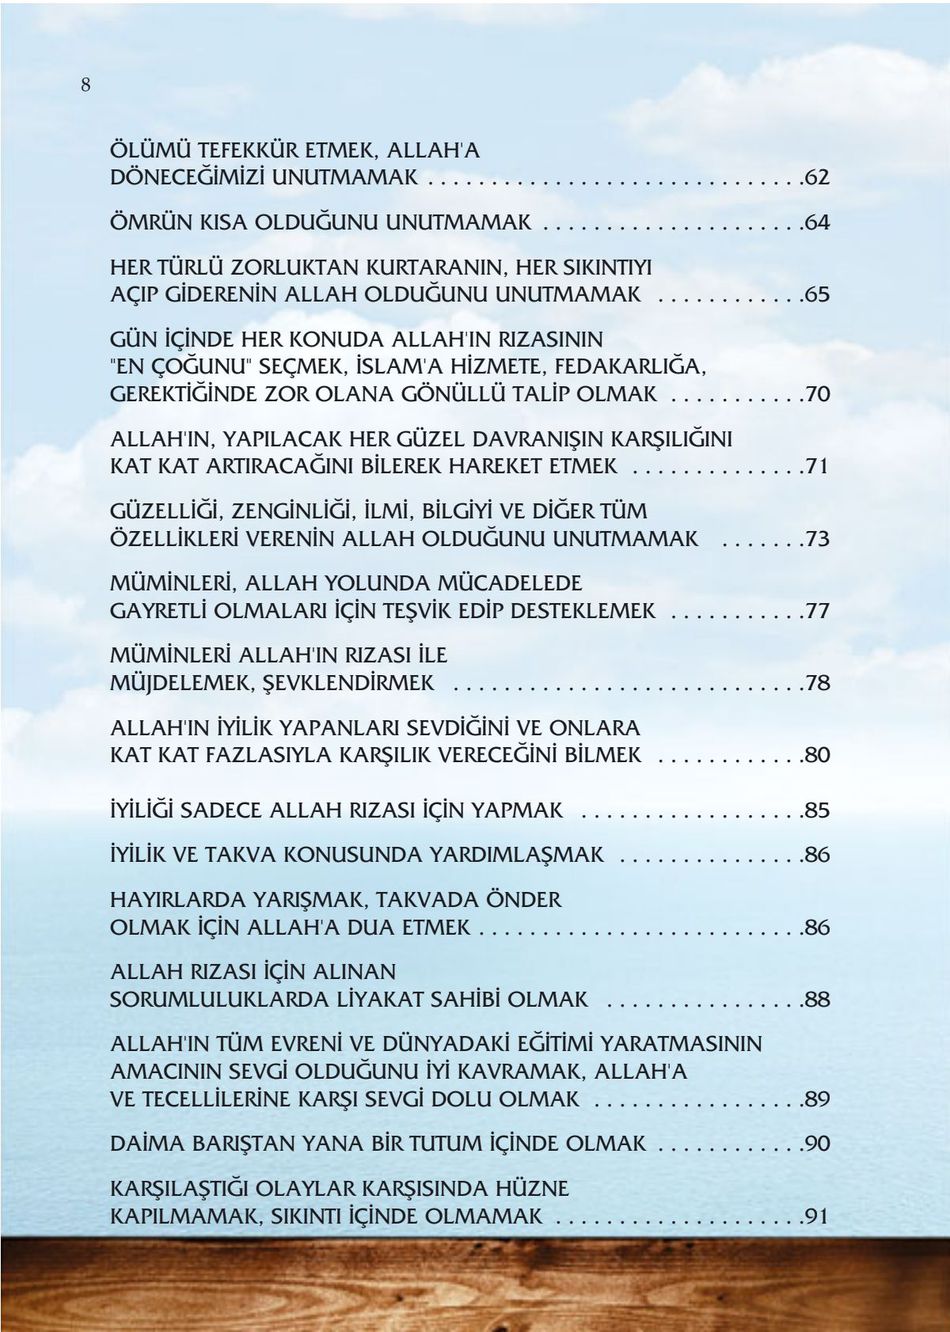 8
ÖLÜMÜ TEFEKKÜR ETMEK, ALLAH'A
DÖNECEĞİMİZİ UNUTMAMAK . . . . . . . . . . . . . . . . . . . . . . . . . . . . . .62
ÖMRÜN KISA OLDUĞUNU UNUTMAMAK . . . . . . . . . . . . . . . . . . . . .64
HER TÜRLÜ ZORLUKTAN KURTARANIN, HER SIKINTIYI
AÇIP GİDERENİN ALLAH OLDUĞUNU UNUTMAMAK . . . . . . . . . . . .65
GÜN İÇİNDE HER KONUDA ALLAH'IN RIZASININ
"EN ÇOĞUNU" SEÇMEK, İSLAM'A HİZMETE, FEDAKARLIĞA,
GEREKTİĞİNDE ZOR OLANA GÖNÜLLÜ TALİP OLMAK . . . . . . . . . . .70
ALLAH'IN, YAPILACAK HER GÜZEL DAVRANIŞIN KARŞILIĞINI
KAT KAT ARTIRACAĞINI BİLEREK HAREKET ETMEK . . . . . . . . . . . . . .71
GÜZELLİĞİ, ZENGİNLİĞİ, İLMİ, BİLGİYİ VE DİĞER TÜM
ÖZELLİKLERİ VERENİN ALLAH OLDUĞUNU UNUTMAMAK . . . . . . .73
MÜMİNLERİ, ALLAH YOLUNDA MÜCADELEDE
GAYRETLİ OLMALARI İÇİN TEŞVİK EDİP DESTEKLEMEK . . . . . . . . . . .77
MÜMİNLERİ ALLAH'IN RIZASI İLE
MÜJDELEMEK, ŞEVKLENDİRMEK . . . . . . . . . . . . . . . . . . . . . . . . . . . .78
ALLAH'IN İYİLİK YAPANLARI SEVDİĞİNİ VE ONLARA
KAT KAT FAZLASIYLA KARŞILIK VERECEĞİNİ BİLMEK . . . . . . . . . . . .80
İYİLİĞİ SADECE ALLAH RIZASI İÇİN YAPMAK . . . . . . . . . . . . . . . . . .85
İYİLİK VE TAKVA KONUSUNDA YARDIMLAŞMAK . . . . . . . . . . . . . . .86
HAYIRLARDA YARIŞMAK, TAKVADA ÖNDER
OLMAK İÇİN ALLAH'A DUA ETMEK . . . . . . . . . . . . . . . . . . . . . . . . . .86
ALLAH RIZASI İÇİN ALINAN
SORUMLULUKLARDA LİYAKAT SAHİBİ OLMAK . . . . . . . . . . . . . . . .88
ALLAH'IN TÜM EVRENİ VE DÜNYADAKİ EĞİTİMİ YARATMASININ
AMACININ SEVGİ OLDUĞUNU İYİ KAVRAMAK, ALLAH'A
VE TECELLİLERİNE KARŞI SEVGİ DOLU OLMAK . . . . . . . . . . . . . . . . .89
DAİMA BARIŞTAN YANA BİR TUTUM İÇİNDE OLMAK . . . . . . . . . . . .90
KARŞILAŞTIĞI OLAYLAR KARŞISINDA HÜZNE
KAPILMAMAK, SIKINTI İÇİNDE OLMAMAK . . . . . . . . . . . . . . . . . . . .91